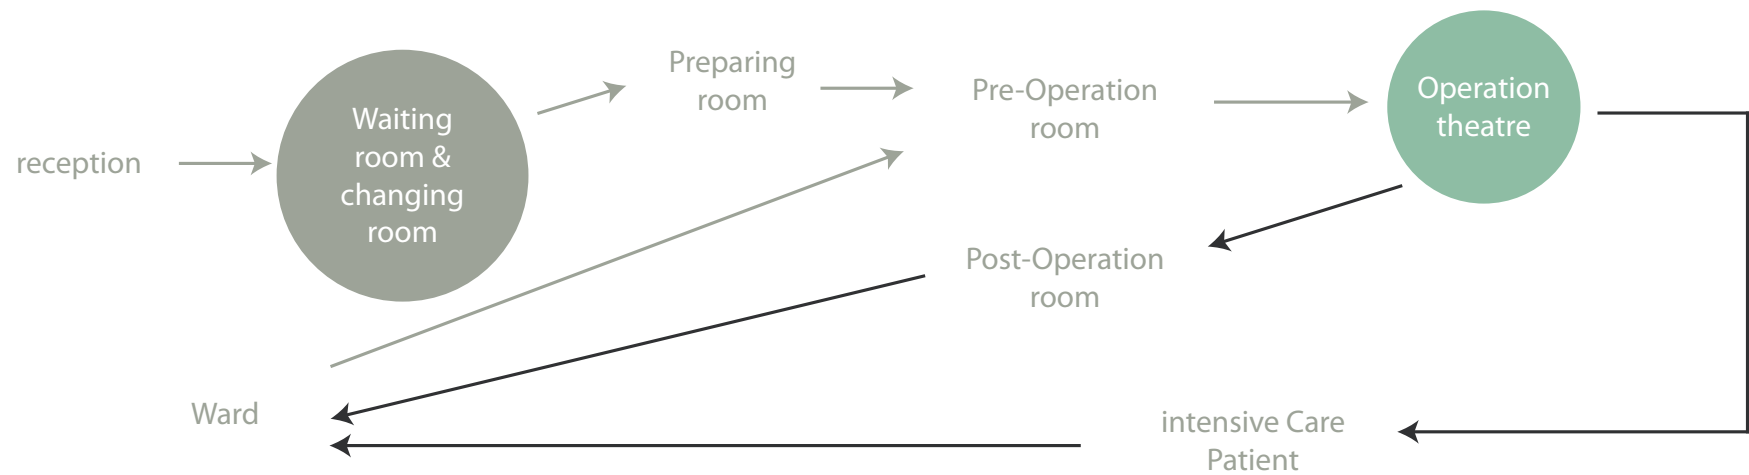 reception
Waiting
room &
changing
room
Preparing
room
Pre-Operation
room
Operation
theatre
Post-Operation
room
Ward
intensive Care
Patient